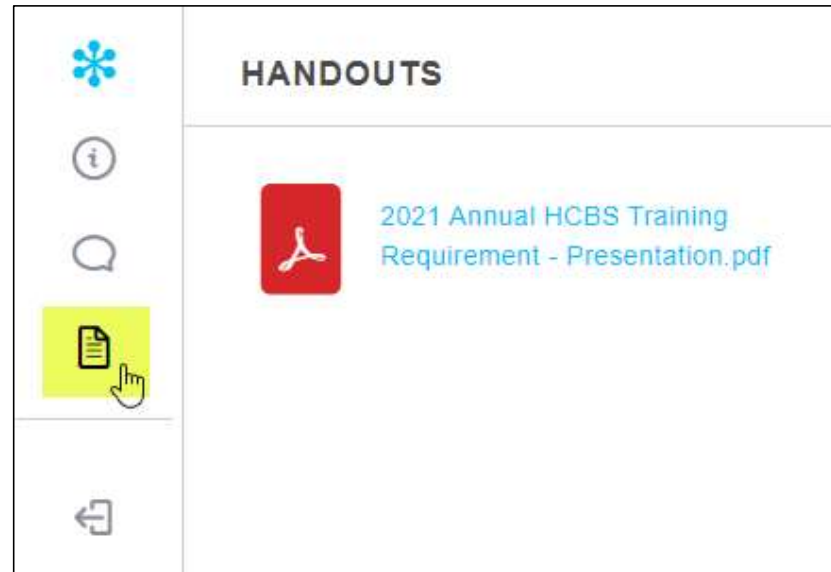 HANDOUTS
2021 Annual HCBS Training
Requirement - Presentation.pdf